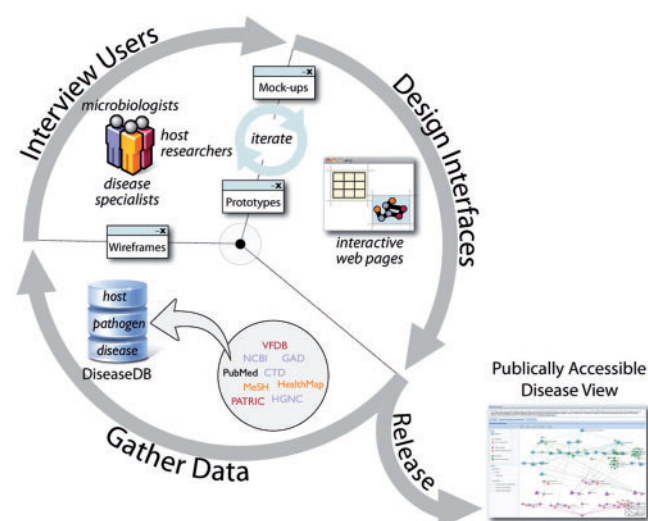 Interview Users
Design Interfaces
Gather Data
Release
-x
Mock-ups
microbiologists
host
researchers
disease
specialists
iterate
-x
Prototypes
-x
Wireframes
interactive
web pages
host
pathogen
disease
DiseaseDB
VFDB
NCBI GAD
PubMed CTD
MeSH HealthMap
PATRIC HGNC
Publically Accessible
Disease View